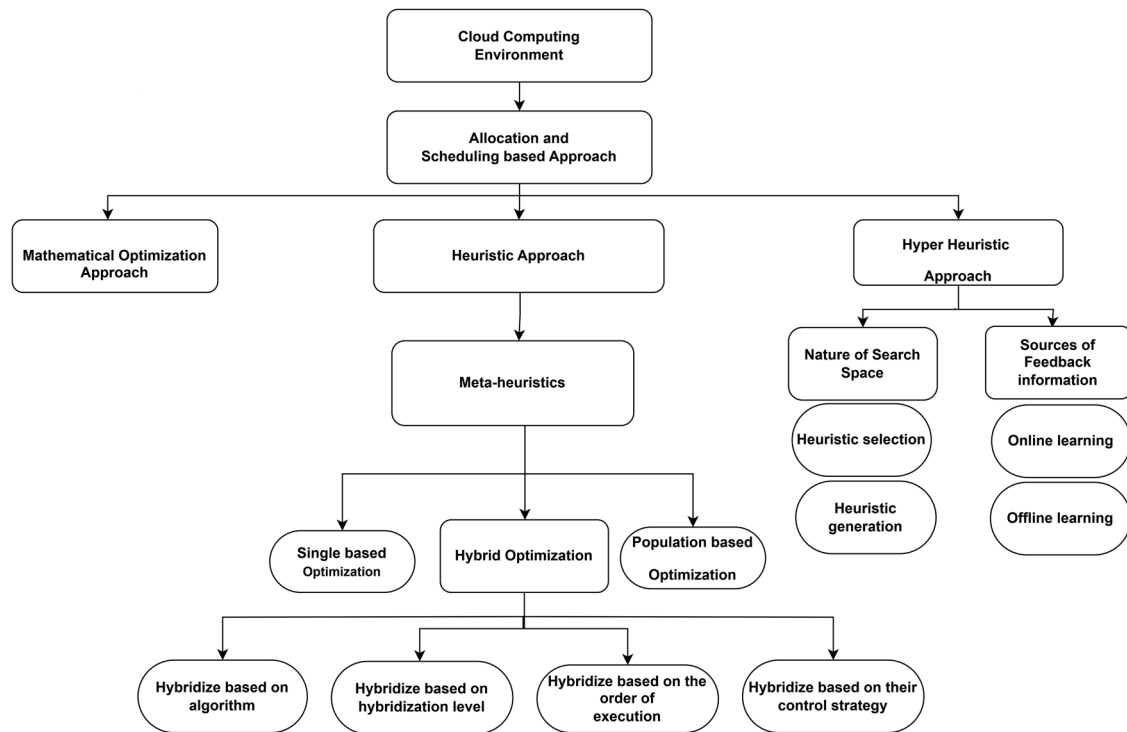 Cloud Computing
Environment
Allocation and
Scheduling based Approach
Mathematical Optimization
Approach
Heuristic Approach
Hyper Heuristic
Approach
Meta-heuristics
Nature of Search
Space
Sources of
Feedback
information
Heuristic selection
Online learning
Heuristic
generation
Offline learning
Single based
Optimization
Hybrid Optimization
Population based
Optimization
Hybridize based on
algorithm
Hybridize based on
hybridization level
Hybridize based on the
order of
execution
Hybridize based on their
control strategy